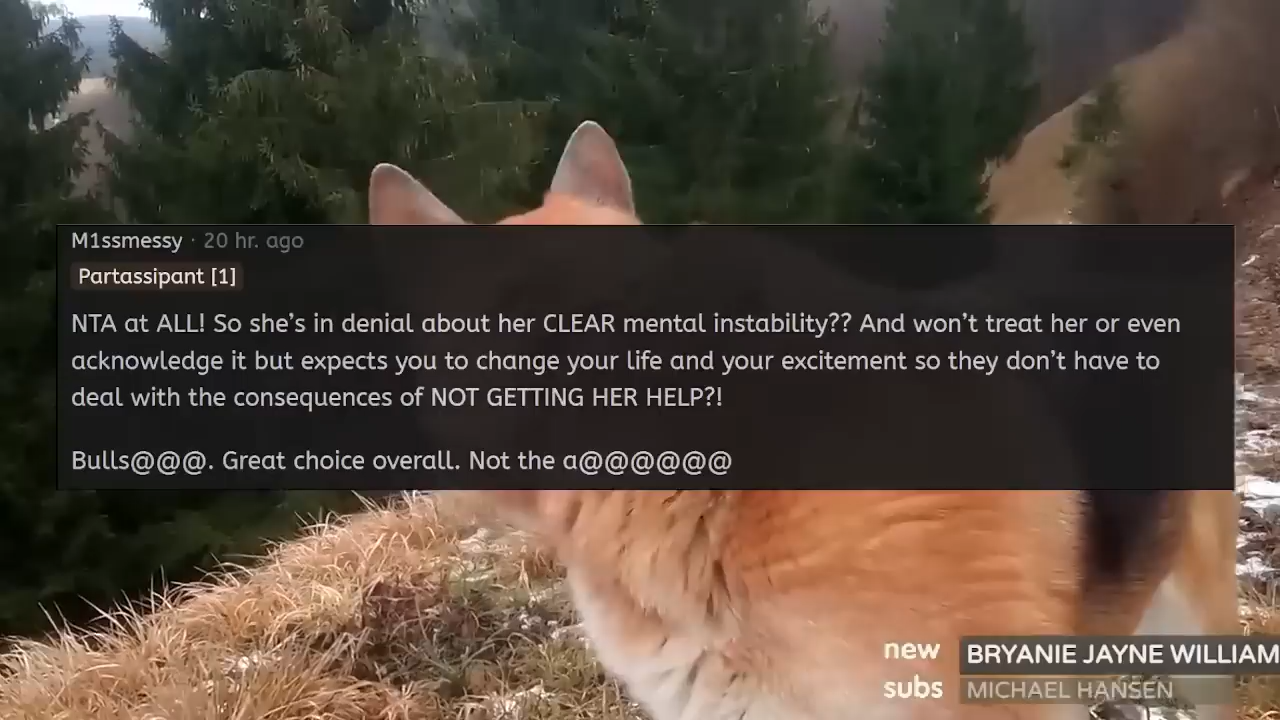 M1ssmessy · 20 hr. ago
Partassipant [1]
NTA at ALL! So she’s in denial about her CLEAR mental instability?? And won’t treat her or even
acknowledge it but expects you to change your life and your excitement so they don’t have to
deal with the consequences of NOT GETTING HER HELP?!
Bulls@@@. Great choice overall. Not the a@@@@@@
new BRYANIE JAYNE WILLIAM
subs MICHAEL HANSEN